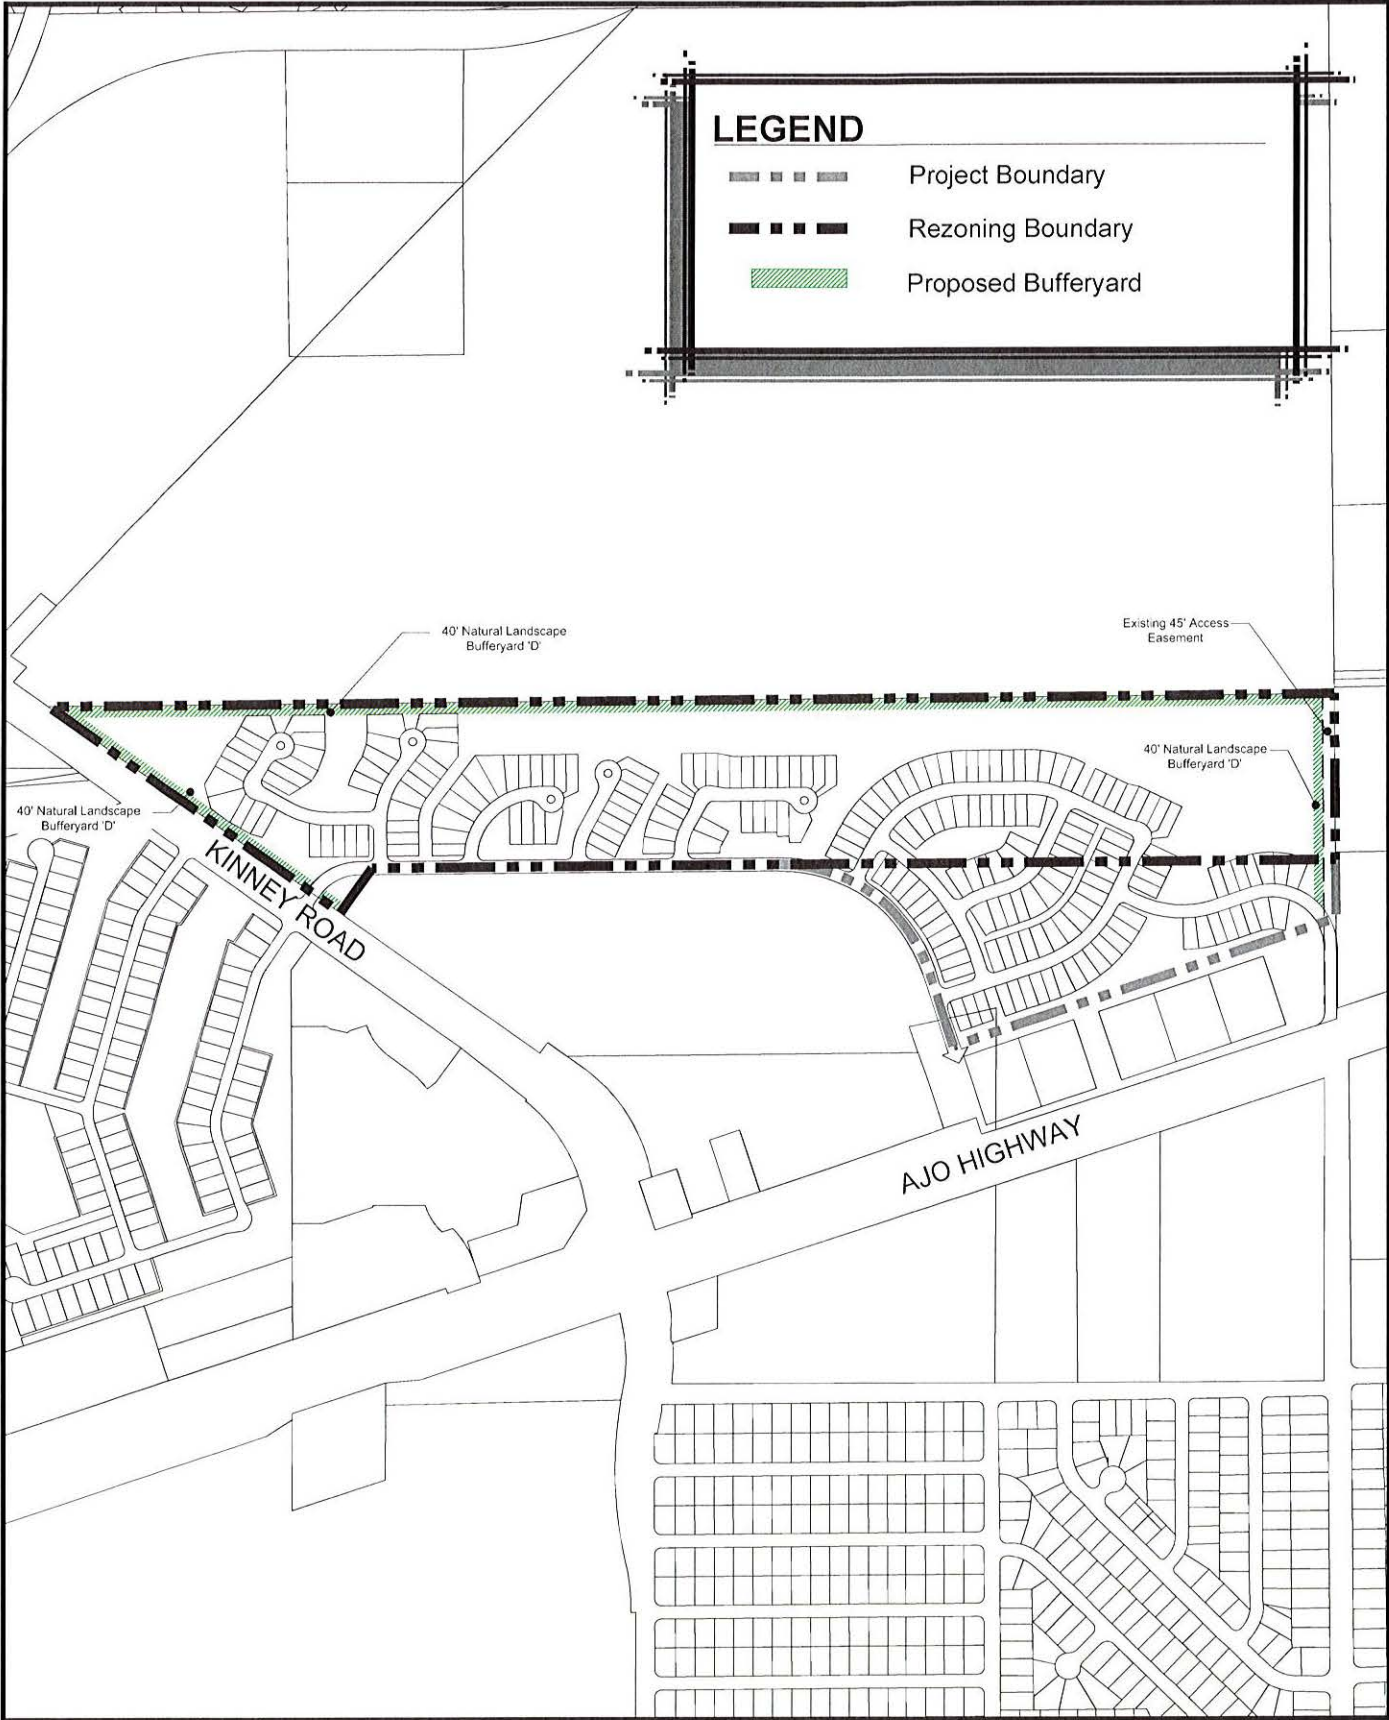 LEGEND
Project Boundary
Rezoning Boundary
Proposed Bufferyard
40' Natural Landscape
Bufferyard 'D'
Existing 45' Access
Easement
40' Natural Landscape
Bufferyard 'D'
40' Natural Landscape
Bufferyard 'D'
KINNEY ROAD
AJO HIGHWAY